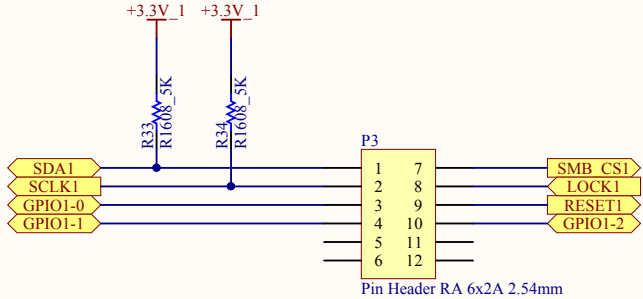 +3.3V_1 +3.3V_1
R33
R1608_5K
R34
R1608_5K
P3
SDA1 1 7 SMB_CS1
SCLK1 2 8 LOCK1
GPIO1-0 3 9 RESET1
GPIO1-1 4 10 GPIO1-2
5 11
6 12
Pin Header RA 6x2A 2.54mm